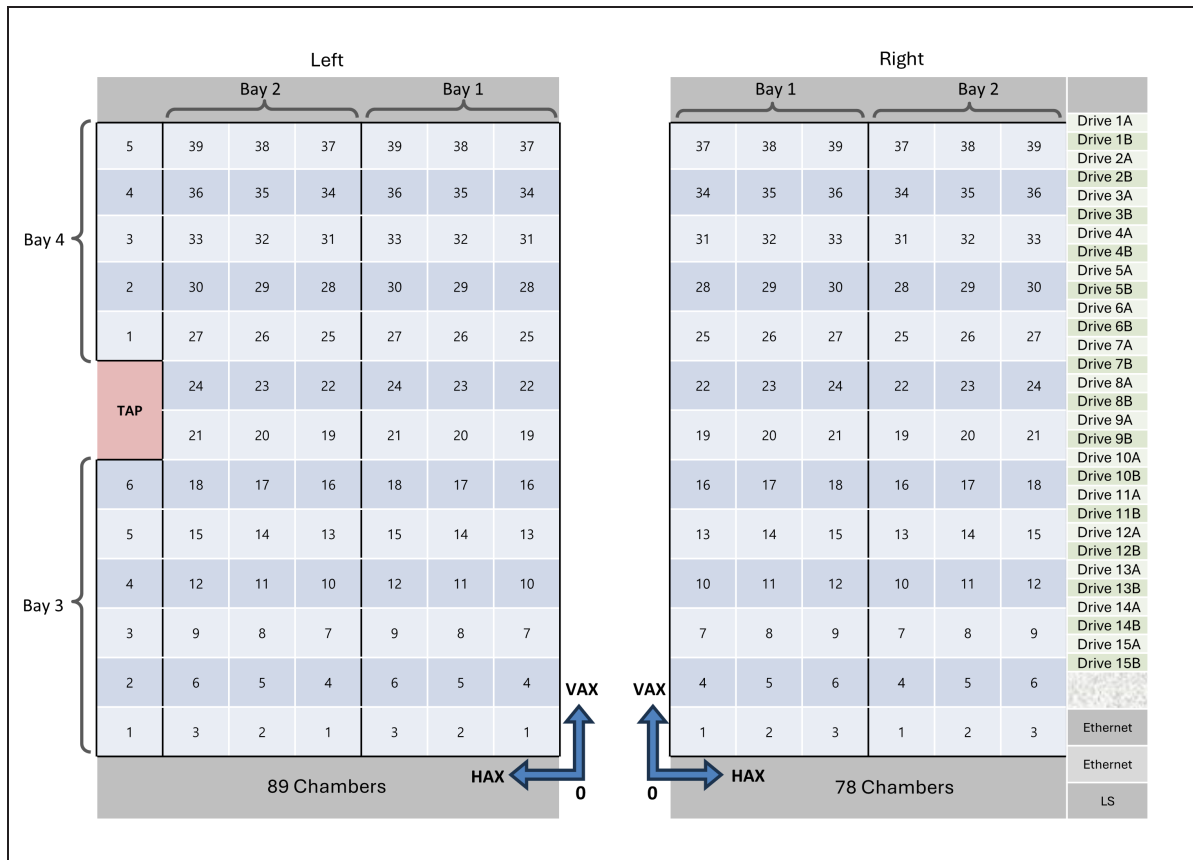 Left
Right
Bay 2 Bay 1
Bay 1 Bay 2
5 39 38 37 39 38 37
4 36 35 34 36 35 34
3 33 32 31 33 32 31
2 30 29 28 30 29 28
1 27 26 25 27 26 25
24 23 22 24 23 22
21 20 19 21 20 19
6 18 17 16 18 17 16
5 15 14 13 15 14 13
4 12 11 10 12 11 10
3 9 8 7 9 8 7
2 6 5 4 6 5 4
1 3 2 1 3 2 1
Bay 4
TAP
Bay 3
VAX
HAX
0
89 Chambers
37 38 39 37 38 39
34 35 36 34 35 36
31 32 33 31 32 33
28 29 30 28 29 30
25 26 27 25 26 27
22 23 24 22 23 24
19 20 21 19 20 21
16 17 18 16 17 18
13 14 15 13 14 15
10 11 12 10 11 12
7 8 9 7 8 9
4 5 6 4 5 6
1 2 3 1 2 3
VAX
HAX
0
78 Chambers
Drive 1A
Drive 1B
Drive 2A
Drive 2B
Drive 3A
Drive 3B
Drive 4A
Drive 4B
Drive 5A
Drive 5B
Drive 6A
Drive 6B
Drive 7A
Drive 7B
Drive 8A
Drive 8B
Drive 9A
Drive 9B
Drive 10A
Drive 10B
Drive 11A
Drive 11B
Drive 12A
Drive 12B
Drive 13A
Drive 13B
Drive 14A
Drive 14B
Drive 15A
Drive 15B
Ethernet
Ethernet
LS